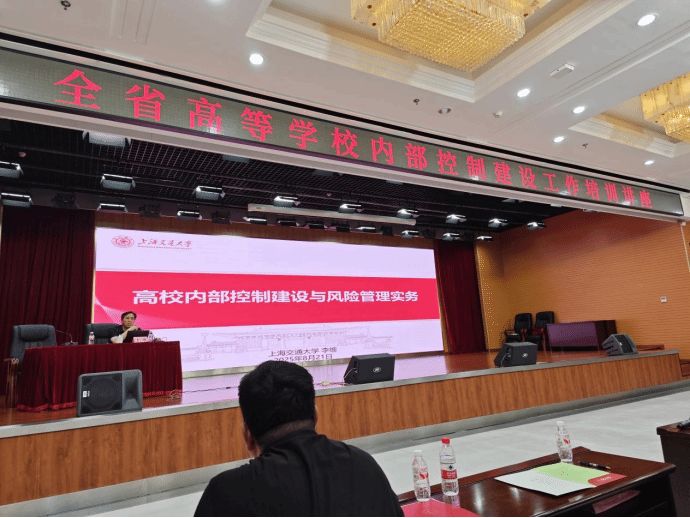 全省高等学校内部控制建设工作培训讲座
上海交通大学
高校内部控制建设与风险管理实务
上海交通大学 李维
2025年8月21日